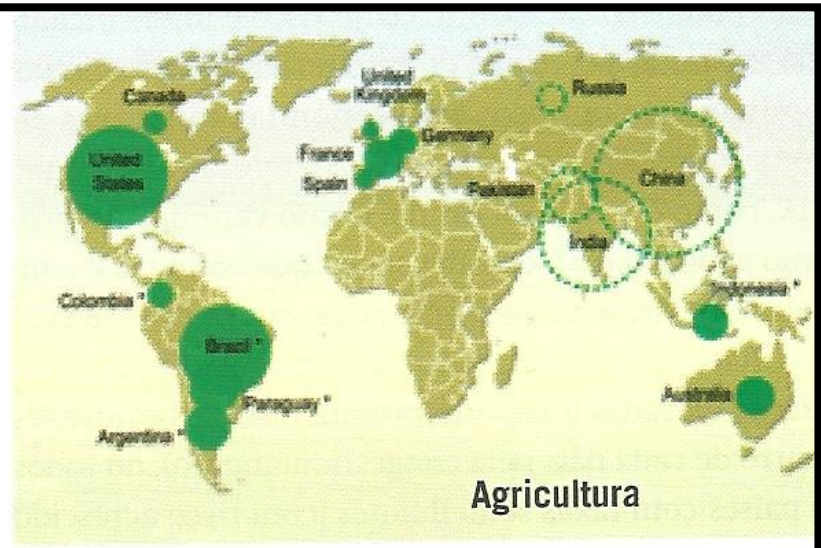 Canada
United
States
United
Kingdom
Germany
France
Spain
Russia
Pakistan
China
India
Colombia *
Brazil *
Paraguay *
Argentina *
Indonesia *
Australia
Agricultura